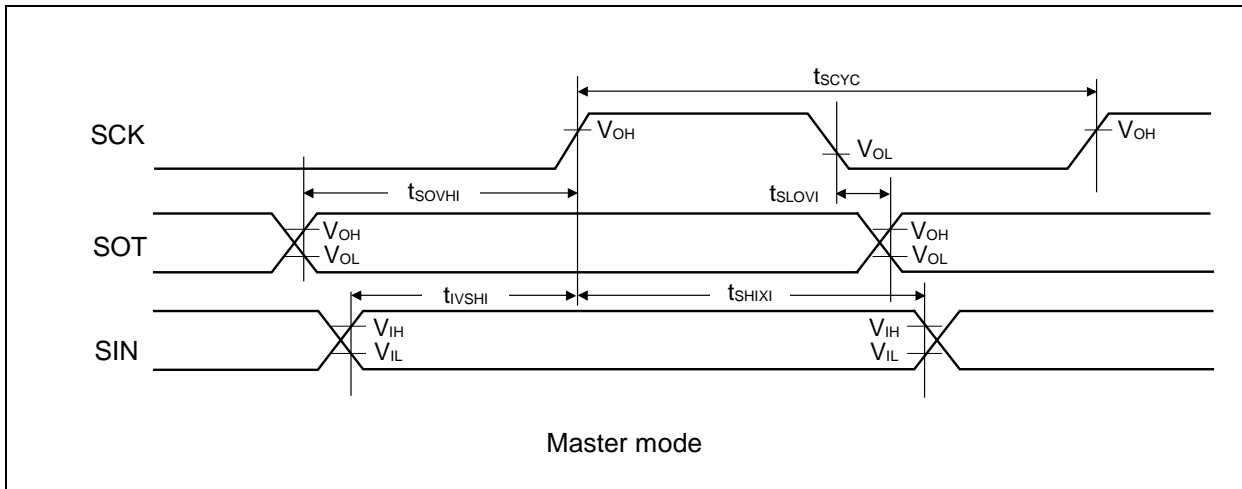 tSCYC
SCK VOH VOL VOH
tSOVHI tSLOVI
SOT VOH VOH
VOL VOL
tIVSHI tSHIXI
SIN VIH VIH
VIL VIL
Master mode